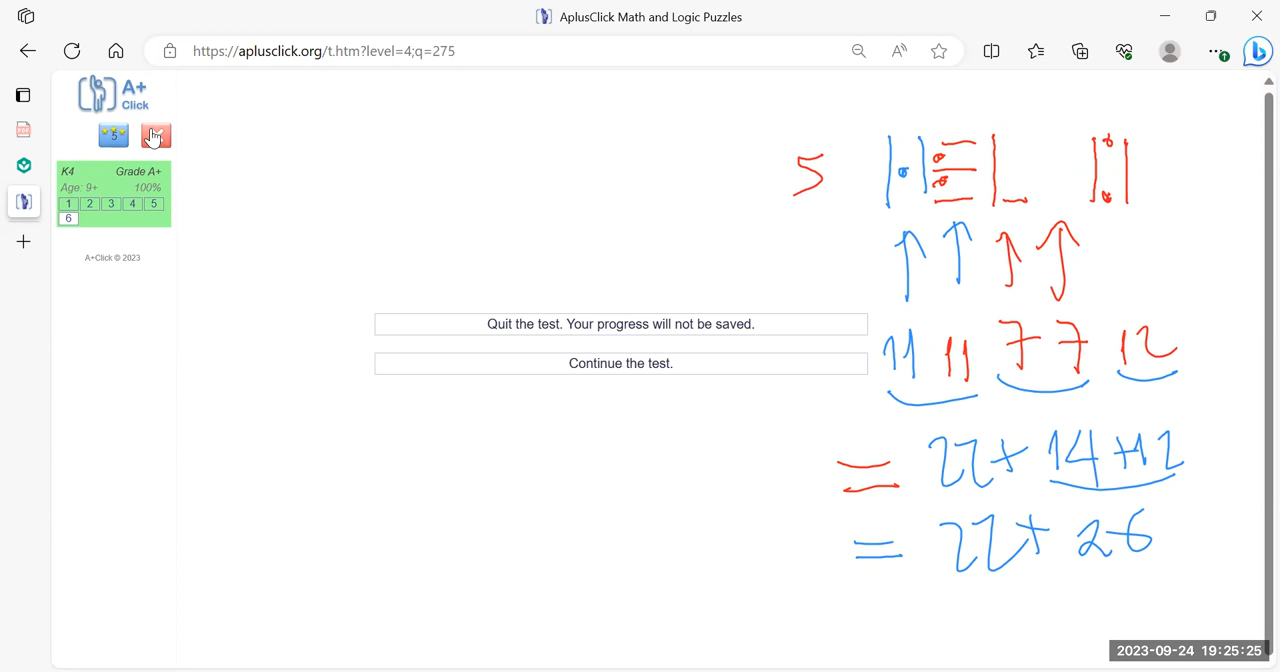 AplusClick Math and Logic Puzzles
https://aplusclick.org/t.htm?level=4;q=275
A+
Click
5
K4 Grade A+
Age: 9+ 100%
1 2 3 4 5
6
A+Click © 2023
Quit the test. Your progress will not be saved.
Continue the test.
5
11 11 7 7 12
= 22+ 14+12
= 22+ 26
2023-09-24 19:25:25